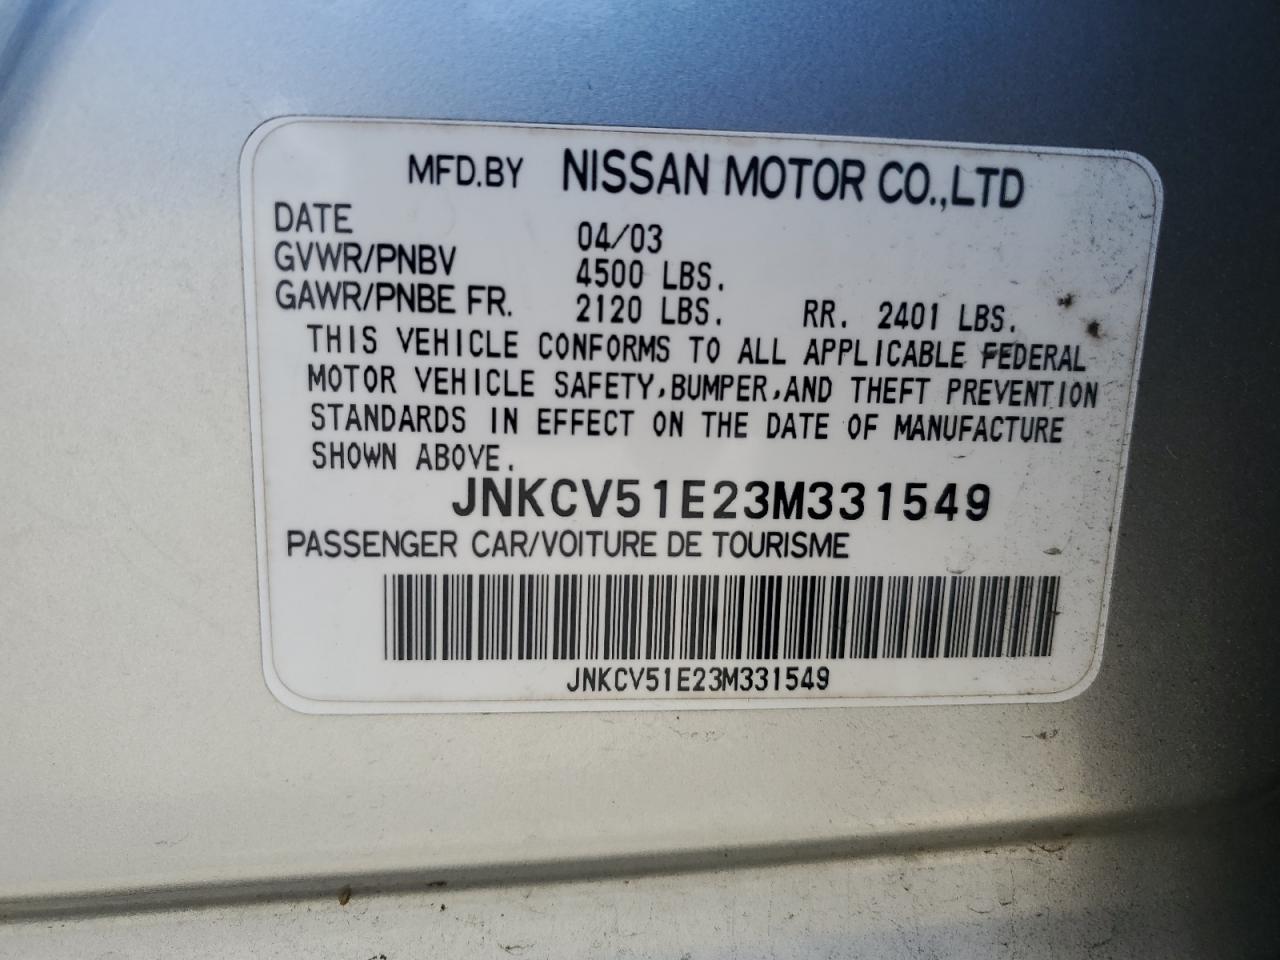 MFD.BY NISSAN MOTOR CO.,LTD
DATE 04/03
GVWR/PNBV 4500 LBS.
GAWR/PNBE FR. 2120 LBS. RR. 2401 LBS.
THIS VEHICLE CONFORMS TO ALL APPLICABLE FEDERAL
MOTOR VEHICLE SAFETY,BUMPER,AND THEFT PREVENTION
STANDARDS IN EFFECT ON THE DATE OF MANUFACTURE
SHOWN ABOVE.
JNKCV51E23M331549
PASSENGER CAR/VOITURE DE TOURISME
JNKCV51E23M331549